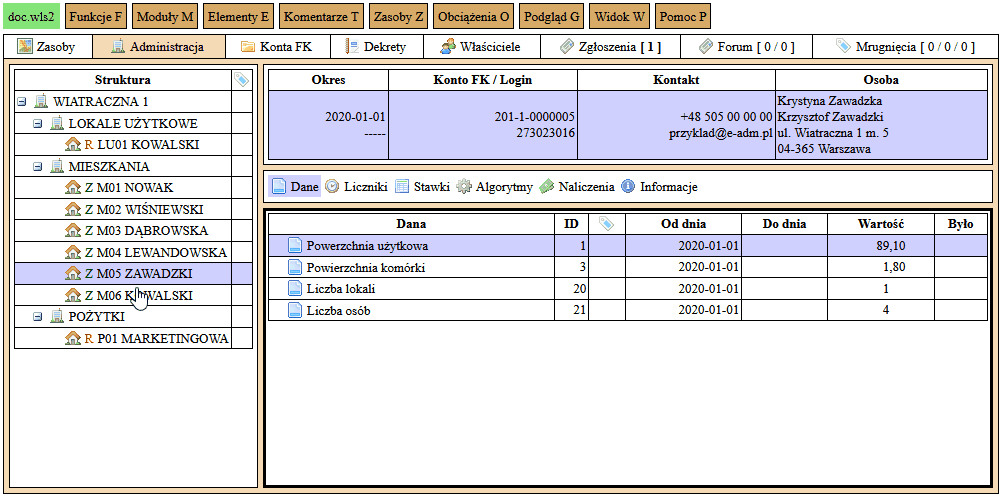 doc.wls2 Funkcje F Moduły M Elementy E Komentarze T Zasoby Z Obciążenia O Podgląd G Widok W Pomoc P
Zasoby Administracja Konta FK Dekrety Właściciele Zgłoszenia [ 1 ] Forum [ 0 / 0 ] Mrugnięcia [ 0 / 0 / 0 ]
Struktura
WIATRACZNA 1
LOKALE UŻYTKOWE
R LU01 KOWALSKI
MIESZKANIA
Z M01 NOWAK
Z M02 WIŚNIEWSKI
Z M03 DĄBROWSKA
Z M04 LEWANDOWSKA
Z M05 ZAWADZKI
Z M06 KOWALSKI
POŻYTKI
R P01 MARKETINGOWA
Okres Konto FK / Login Kontakt Osoba
2020-01-01 201-1-0000005 +48 505 00 00 00 Krystyna Zawadzka
----- 273023016 przyklad@e-adm.pl Krzysztof Zawadzki
ul. Wiatraczna 1 m. 5
04-365 Warszawa
Dane Liczniki Stawki Algorytmy Naliczenia Informacje
Dana ID Od dnia Do dnia Wartość Było
Powerzchnia użytkowa 1 2020-01-01 89,10
Powierzchnia komórki 3 2020-01-01 1,80
Liczba lokali 20 2020-01-01 1
Liczba osób 21 2020-01-01 4